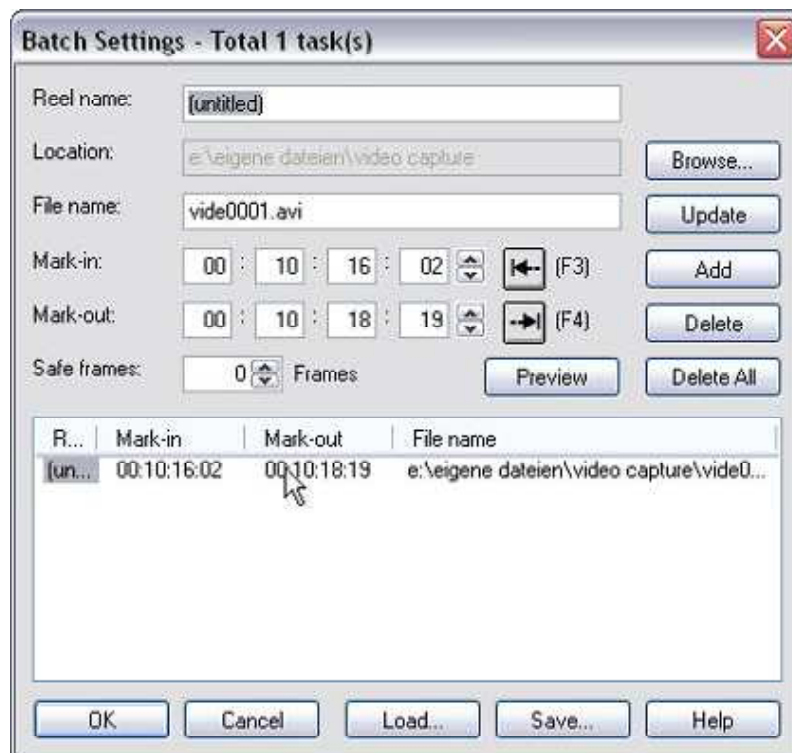 Batch Settings - Total 1 task(s)
Reel name: (untitled)
Location: e:\eigene dateien\video capture Browse...
File name: vide0001.avi Update
Mark-in: 00 : 10 : 16 : 02 (F3) Add
Mark-out: 00 : 10 : 18 : 19 (F4) Delete
Safe frames: 0 Frames Preview Delete All
R... Mark-in Mark-out File name
(un... 00:10:16:02 00:10:18:19 e:\eigene dateien\video capture\vide0...
OK Cancel Load... Save... Help